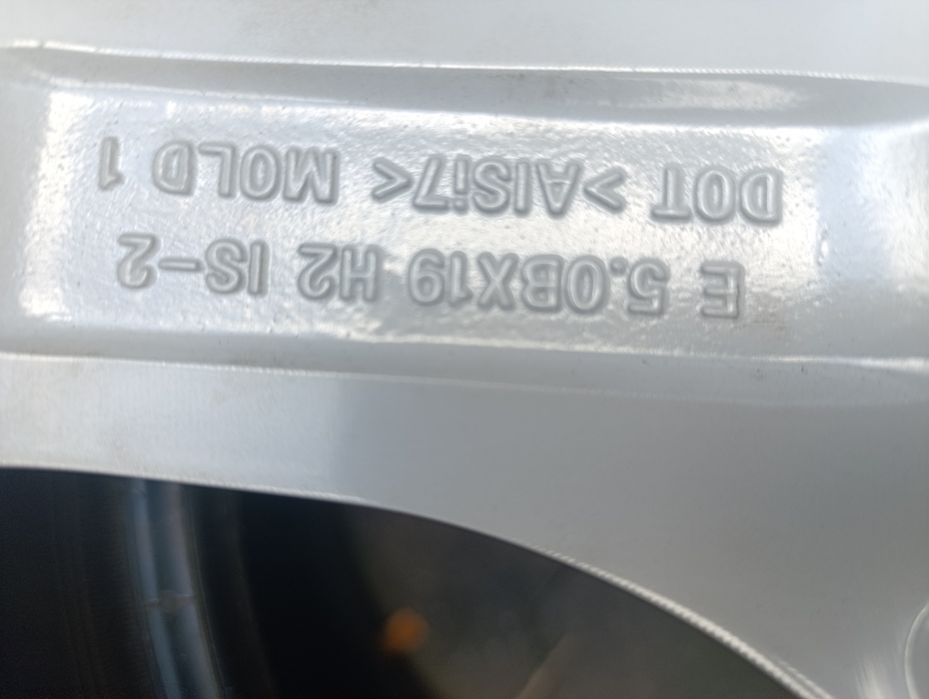 E 5.0BX19 H2 IS-2
DOT >AlSi7< MOLD 1